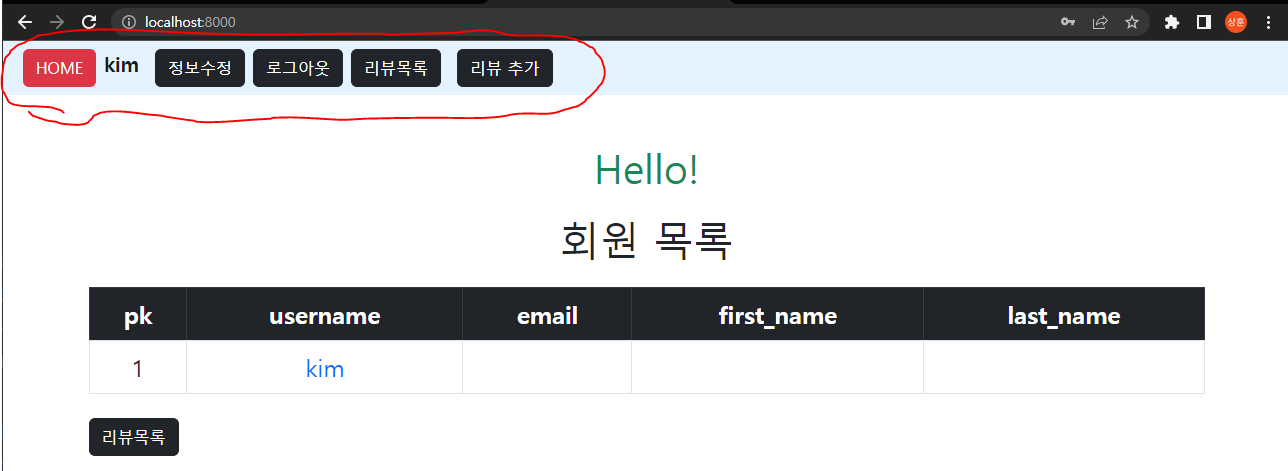 localhost:8000
상훈
HOME kim 정보수정 로그아웃 리뷰목록 리뷰 추가
Hello!
회원 목록
pk username email first_name last_name
1 kim
리뷰목록